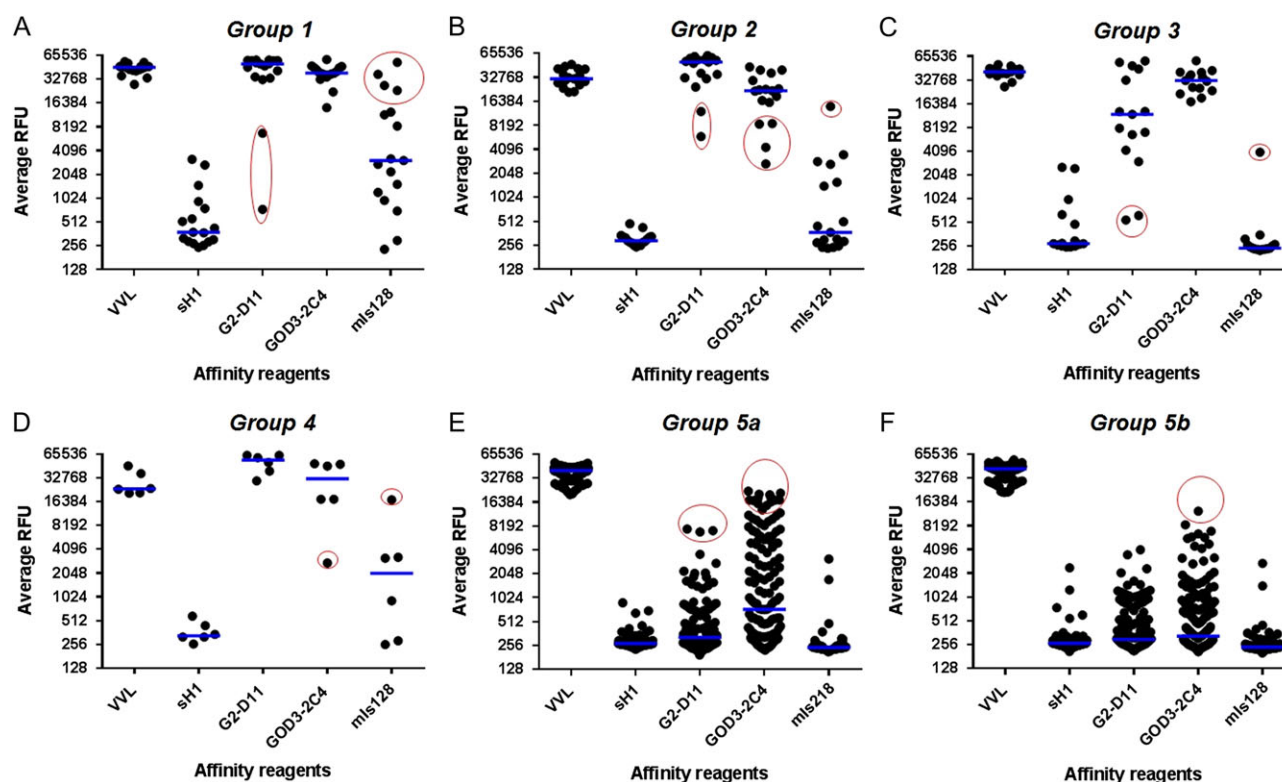 A
Group 1
Average RFU
65536
32768
16384
8192
4096
2048
1024
512
256
128
VVL
sH1
G2-D11
GOD3-2C4
mls128
Affinity reagents
B
Group 2
Average RFU
65536
32768
16384
8192
4096
2048
1024
512
256
128
VVL
sH1
G2-D11
GOD3-2C4
mls128
Affinity reagents
C
Group 3
Average RFU
65536
32768
16384
8192
4096
2048
1024
512
256
128
VVL
sH1
G2-D11
GOD3-2C4
mls128
Affinity reagents
D
Group 4
Average RFU
65536
32768
16384
8192
4096
2048
1024
512
256
128
VVL
sH1
G2-D11
GOD3-2C4
mls128
Affinity reagents
E
Group 5a
Average RFU
65536
32768
16384
8192
4096
2048
1024
512
256
128
VVL
sH1
G2-D11
GOD3-2C4
mls218
Affinity reagents
F
Group 5b
Average RFU
65536
32768
16384
8192
4096
2048
1024
512
256
128
VVL
sH1
G2-D11
GOD3-2C4
mls128
Affinity reagents